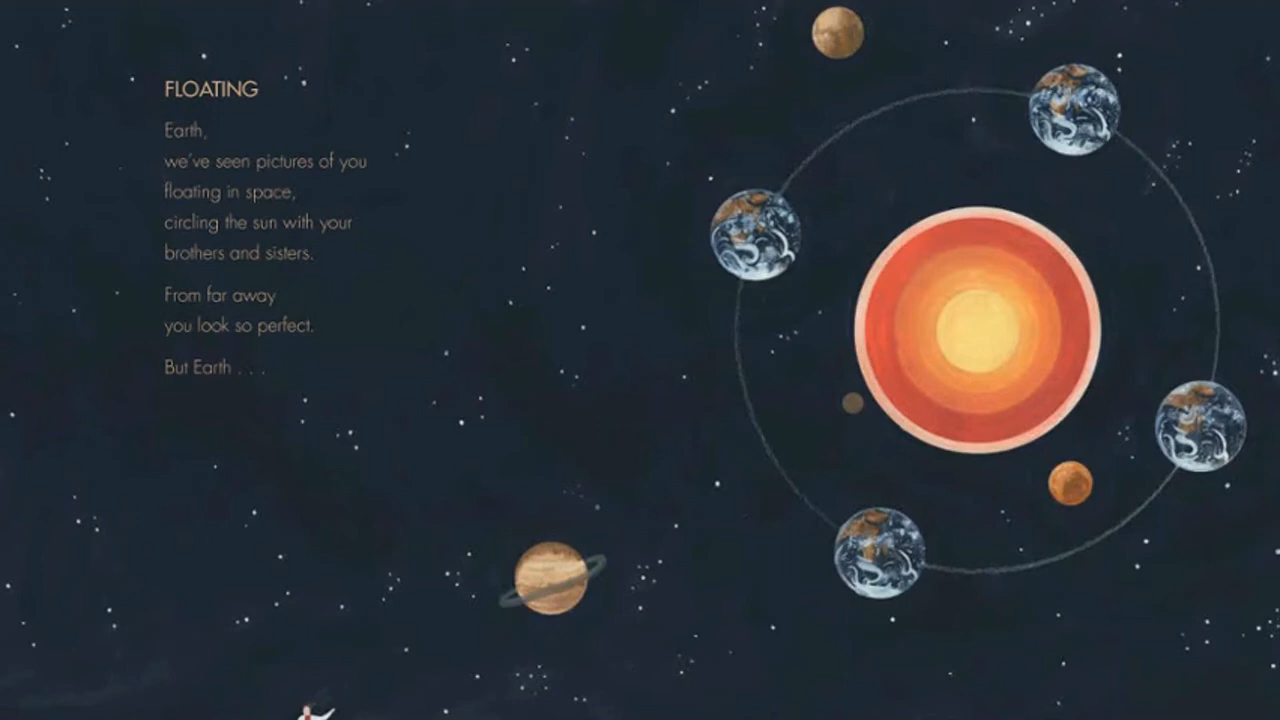 FLOATING
Earth,
we've seen pictures of you
floating in space,
circling the sun with your
brothers and sisters.
From far away
you look so perfect.
But Earth . . .